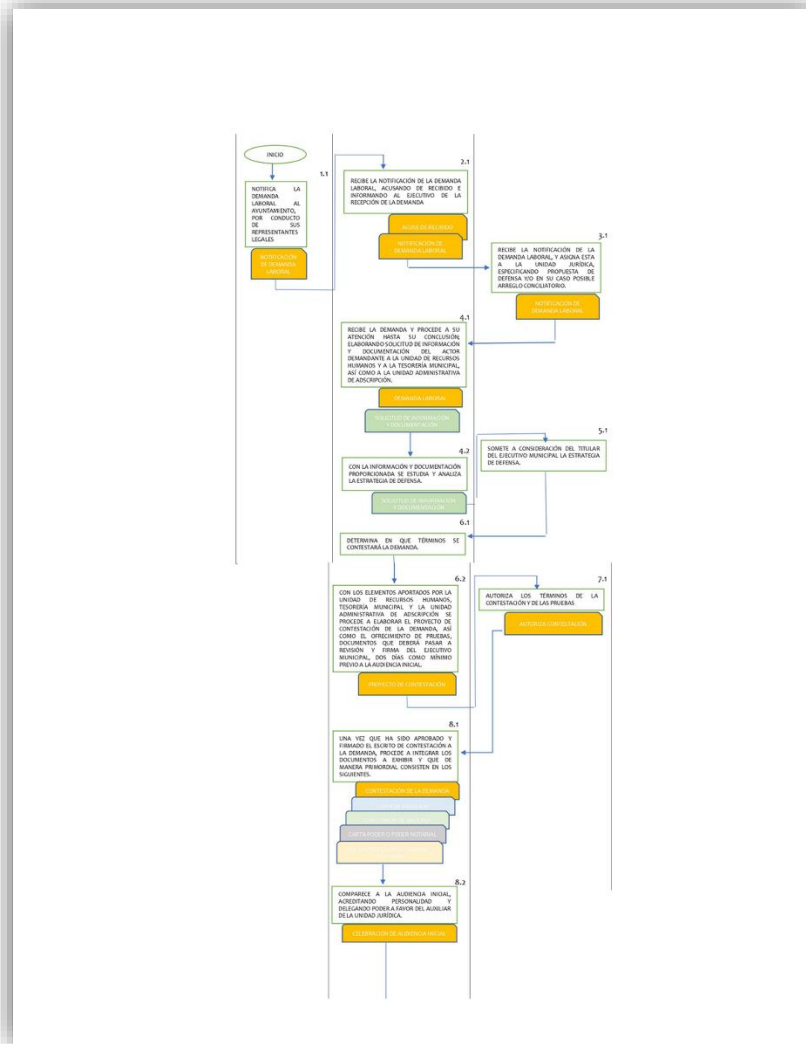 INICIO
1.1
NOTIFICA LA
DEMANDA
LABORAL AL
AYUNTAMIENTO,
POR CONDUCTO
DE SUS
REPRESENTANTES
LEGALES
NOTIFICACIÓN
DE DEMANDA
LABORAL
2.1
RECIBE LA NOTIFICACIÓN DE LA DEMANDA
LABORAL, ACUSANDO DE RECIBIDO E
INFORMANDO AL EJECUTIVO DE LA
RECEPCIÓN DE LA DEMANDA
ACUSE DE RECIBIDO
NOTIFICACIÓN DE
DEMANDA LABORAL
3.1
RECIBE LA NOTIFICACIÓN DE LA
DEMANDA LABORAL, Y ASIGNA ESTA
A LA UNIDAD JURÍDICA,
ESPECIFICANDO PROPUESTA DE
DEFENSA Y/O EN SU CASO POSIBLE
ARREGLO CONCILIATORIO.
NOTIFICACIÓN DE
DEMANDA LABORAL
4.1
RECIBE LA DEMANDA Y PROCEDE A SU
ATENCIÓN HASTA SU CONCLUSIÓN;
ELABORANDO SOLICITUD DE INFORMACIÓN
Y DOCUMENTACIÓN DEL ACTOR
DEMANDANTE A LA UNIDAD DE RECURSOS
HUMANOS Y A LA TESORERÍA MUNICIPAL,
ASÍ COMO A LA UNIDAD ADMINISTRATIVA
DE ADSCRIPCIÓN.
DEMANDA LABORAL
SOLICITUD DE INFORMACIÓN
Y DOCUMENTACIÓN
4.2
CON LA INFORMACIÓN Y DOCUMENTACIÓN
PROPORCIONADA SE ESTUDIA Y ANALIZA
LA ESTRATEGIA DE DEFENSA.
SOLICITUD DE INFORMACIÓN
Y DOCUMENTACIÓN
5.1
SOMETE A CONSIDERACIÓN DEL TITULAR
DEL EJECUTIVO MUNICIPAL LA ESTRATEGIA
DE DEFENSA.
6.1
DETERMINA EN QUE TÉRMINOS SE
CONTESTARÁ LA DEMANDA.
6.2
CON LOS ELEMENTOS APORTADOS POR LA
UNIDAD DE RECURSOS HUMANOS,
TESORERÍA MUNICIPAL Y LA UNIDAD
ADMINISTRATIVA DE ADSCRIPCIÓN SE
PROCEDE A ELABORAR EL PROYECTO DE
CONTESTACIÓN DE LA DEMANDA, ASÍ
COMO EL OFRECIMIENTO DE PRUEBAS,
DOCUMENTOS QUE DEBERÁ PASAR A
REVISIÓN Y FIRMA DEL EJECUTIVO
MUNICIPAL, DOS DÍAS COMO MÍNIMO
PREVIO A LA AUDIENCIA INICIAL.
PROYECTO DE CONTESTACIÓN
7.1
AUTORIZA LOS TÉRMINOS DE LA
CONTESTACIÓN Y DE LAS PRUEBAS
AUTORIZA CONTESTACIÓN
8.1
UNA VEZ QUE HA SIDO APROBADO Y
FIRMADO EL ESCRITO DE CONTESTACIÓN A
LA DEMANDA, PROCEDE A INTEGRAR LOS
DOCUMENTOS A EXHIBIR Y QUE DE
MANERA PRIMORDIAL CONSISTEN EN LOS
SIGUIENTES.
CONTESTACIÓN DE LA DEMANDA
CARTA PODER O PODER NOTARIAL
8.2
COMPARECE A LA AUDIENCIA INICIAL,
ACREDITANDO PERSONALIDAD Y
DELEGANDO PODER A FAVOR DEL AUXILIAR
DE LA UNIDAD JURÍDICA.
CELEBRACIÓN DE AUDIENCIA INICIAL